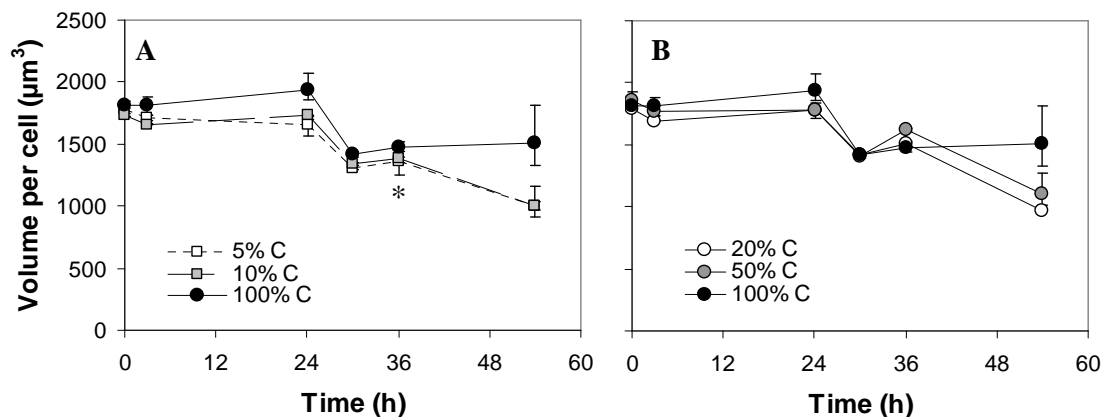 A
B
Volume per cell (µm³)
2500
2000
1500
1000
500
0
*
5% C
10% C
100% C
20% C
50% C
100% C
0 12 24 36 48 60
0 12 24 36 48 60
Time (h)
Time (h)